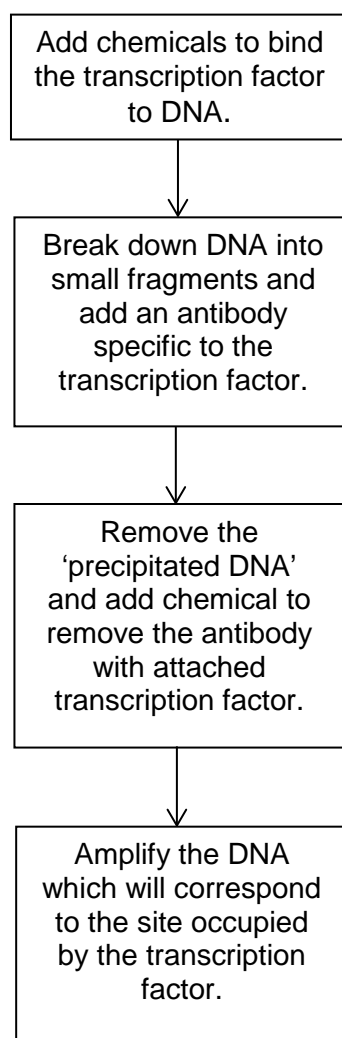 Add chemicals to bind
the transcription factor
to DNA.
Break down DNA into
small fragments and
add an antibody
specific to the
transcription factor.
Remove the
‘precipitated DNA’
and add chemical to
remove the antibody
with attached
transcription factor.
Amplify the DNA
which will correspond
to the site occupied
by the transcription
factor.